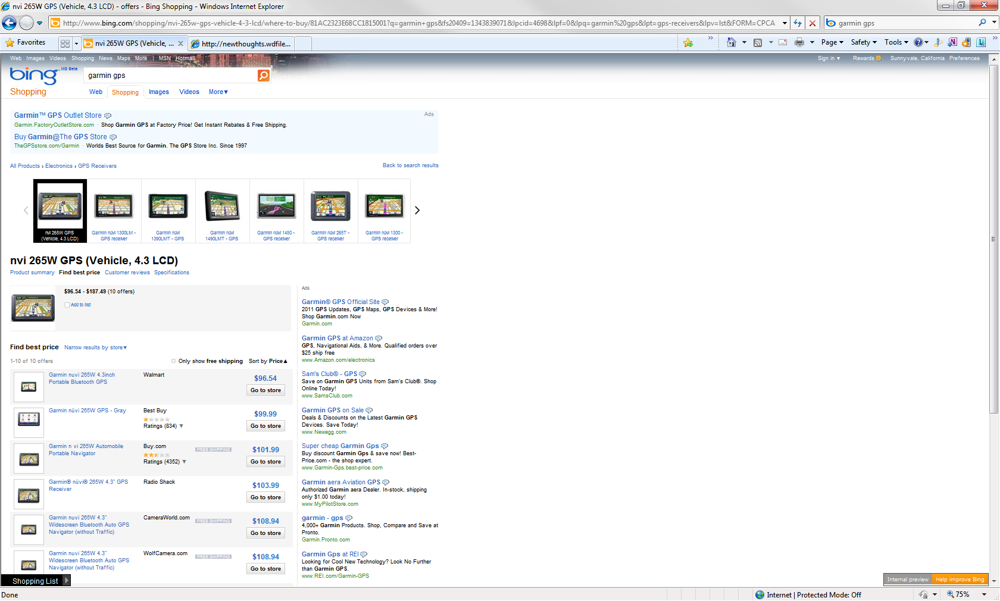 nvi 265W GPS (Vehicle, 4.3 LCD) - offers - Bing Shopping - Windows Internet Explorer
http://www.bing.com/shopping/nvi-265w-gps-vehicle-4-3-lcd/where-to-buy/81AC2323E68CC1815001?q=garmin+gps&fs20409=1343839071&lpcid=4698&lpf=0&lpq=garmin%20gps&lpt=gps-receivers&lpv=lst&FORM=CPCA
garmin gps
Favorites
nvi 265W GPS (Vehicle, ...
http://newthoughts.wdfile...
Page
Safety
Tools
Web Images Videos Shopping News Maps More | MSN Hotmail
Sign in Rewards Sunnyvale, California Preferences
bing
MS Beta
garmin gps
Shopping
Web Shopping Images Videos More
Garmin™ GPS Outlet Store
Ads
Garmin.FactoryOutletStore.com · Shop Garmin GPS at Factory Price! Get Instant Rebates & Free Shipping.
Buy Garmin@The GPS Store
TheGPSstore.com/Garmin · Worlds Best Source for Garmin. The GPS Store Inc. Since 1997
All Products › Electronics › GPS Receivers
Back to search results
nvi 265W GPS
(Vehicle, 4.3 LCD)
Garmin nüvi 1300LM -
GPS receiver
Garmin nüvi
1390LMT - GPS
Garmin nüvi
1490LMT - GPS
Garmin nüvi 1450 -
GPS receiver
Garmin nüvi 265T -
GPS receiver
Garmin nüvi 1300 -
GPS receiver
nvi 265W GPS (Vehicle, 4.3 LCD)
Product summary Find best price Customer reviews Specifications
$96.54 - $187.49 (10 offers)
Add to list
Find best price Narrow results by store
1-10 of 10 offers
Only show free shipping Sort by Price
Garmin nuvi 265W 4.3inch
Portable Bluetooth GPS
Walmart
$96.54
Go to store
Garmin nüvi 265W GPS - Gray
Best Buy
Ratings (834)
$99.99
Go to store
Garmin n vi 265W Automobile
Portable Navigator
Buy.com
Ratings (4352)
FREE SHIPPING
$101.99
Go to store
Garmin® nüvi® 265W 4.3" GPS
Receiver
Radio Shack
$103.99
Go to store
Garmin nuvi 265W 4.3"
Widescreen Bluetooth Auto GPS
Navigator (without Traffic)
CameraWorld.com
FREE SHIPPING
$108.94
Go to store
Garmin nuvi 265W 4.3"
Widescreen Bluetooth Auto GPS
Navigator (without Traffic)
WolfCamera.com
FREE SHIPPING
$108.94
Go to store
Ads
Garmin® GPS Official Site
2011 GPS Updates, GPS Maps, GPS Devices & More!
Shop Garmin.com Now
Garmin.com
Garmin GPS at Amazon
GPS, Navigational Aids, & More. Qualified orders over
$25 ship free
www.Amazon.com/electronics
Sam's Club® - GPS
Save on Garmin GPS Units from Sam's Club®. Shop
Online Today!
www.SamsClub.com
Garmin GPS on Sale
Deals & Discounts on the Latest Garmin GPS
Devices. Save Today!
www.Newegg.com
Super cheap Garmin Gps
Buy discount Garmin Gps & save now! Best-
Price.com - the shop expert.
www.Garmin-Gps.best-price.com
Garmin aera Aviation GPS
Authorized Garmin aera Dealer. In-stock, shipping
only $1.00 today!
www.MyPilotStore.com
garmin - gps
4,000+ Garmin Products. Shop, Compare and Save at
Pronto.
Garmin.Pronto.com
Garmin Gps at REI
Looking for Cool New Technology? Look No Further
than Garmin GPS.
www.REI.com/Garmin-GPS
Shopping List
Internal preview Help improve Bing
Done
Internet | Protected Mode: Off
75%